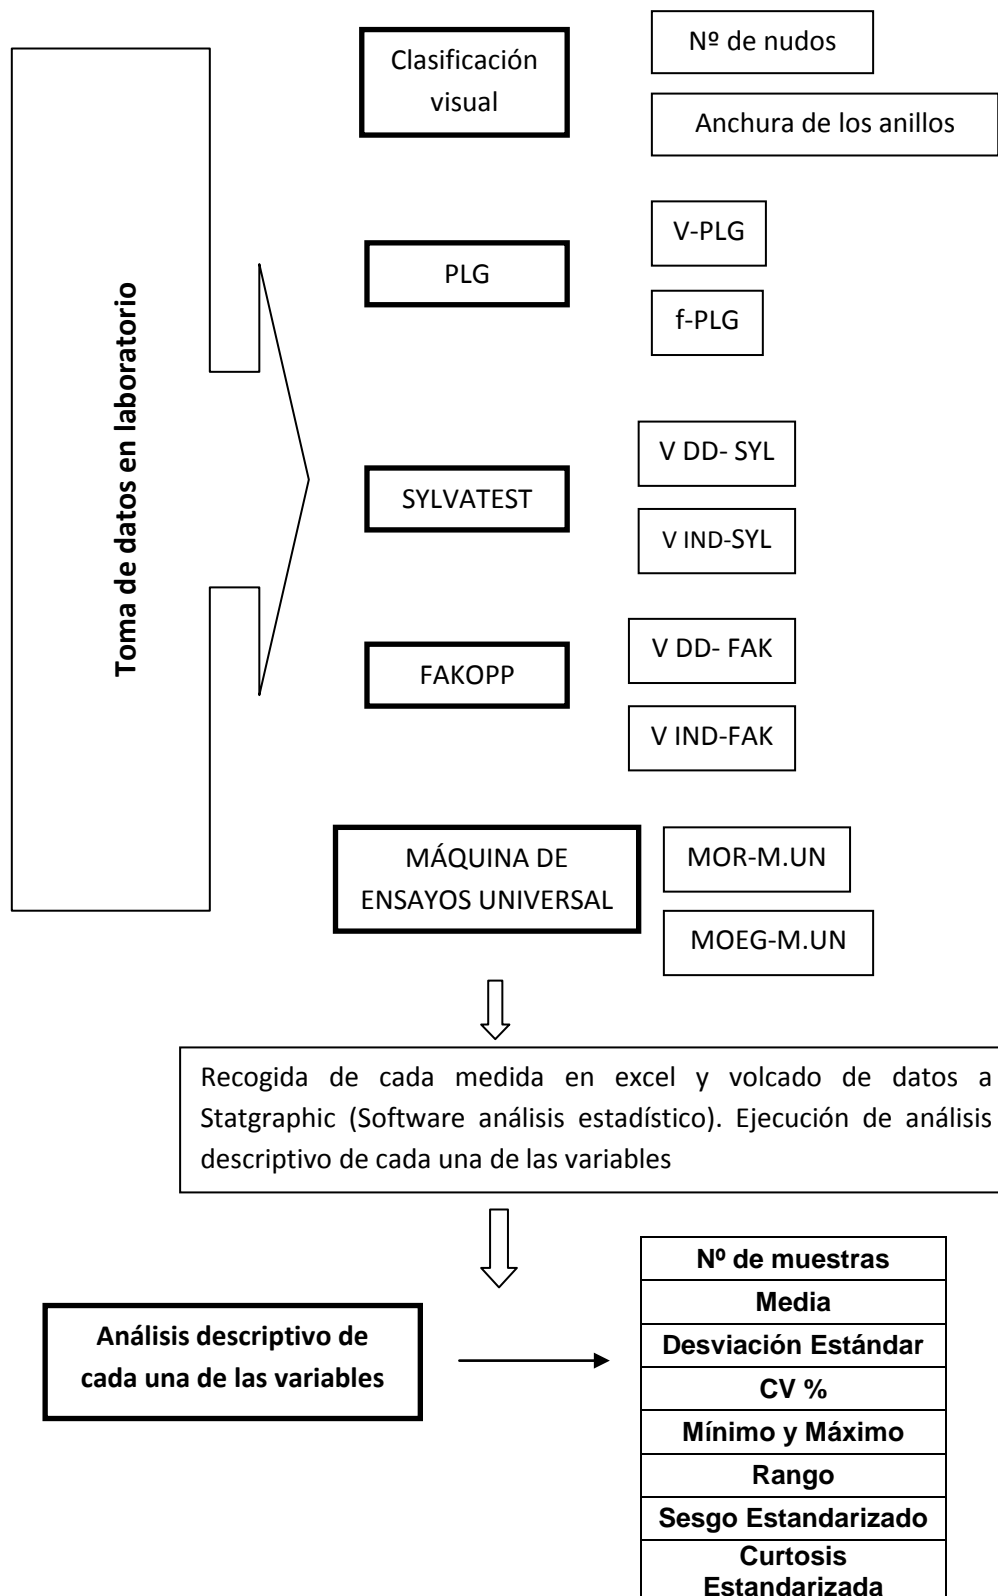 Toma de datos en laboratorio
Clasificación
visual
Nº de nudos
Anchura de los anillos
PLG
V-PLG
f-PLG
SYLVATEST
V DD- SYL
V IND-SYL
FAKOPP
V DD- FAK
V IND-FAK
MÁQUINA DE
ENSAYOS UNIVERSAL
MOR-M.UN
MOEG-M.UN
Recogida de cada medida en excel y volcado de datos a
Statgraphic (Software análisis estadístico). Ejecución de análisis
descriptivo de cada una de las variables
Análisis descriptivo de
cada una de las variables
Nº de muestras
Media
Desviación Estándar
CV %
Mínimo y Máximo
Rango
Sesgo Estandarizado
Curtosis
Estandarizada